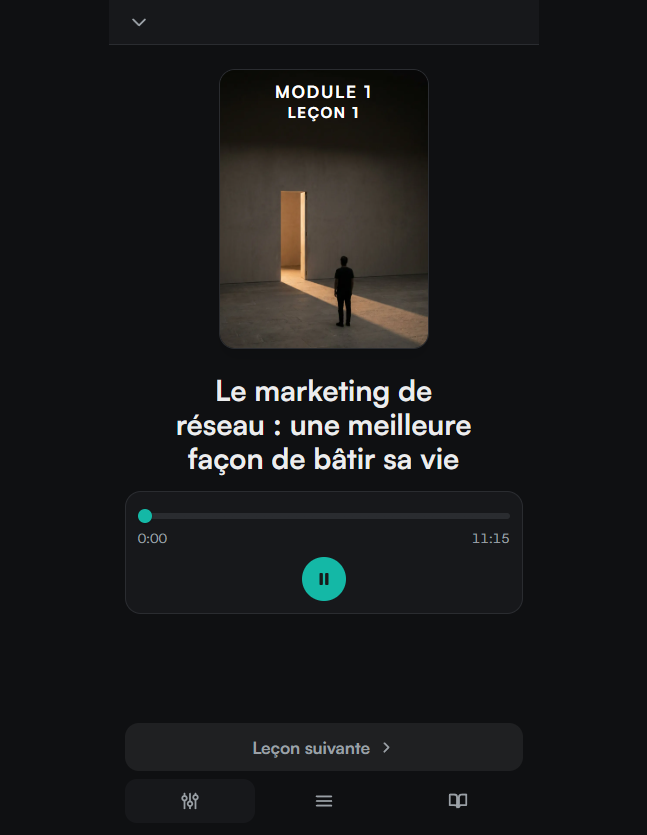 MODULE 1
LEÇON 1
Le marketing de
réseau : une meilleure
façon de bâtir sa vie
0:00
11:15
Leçon suivante